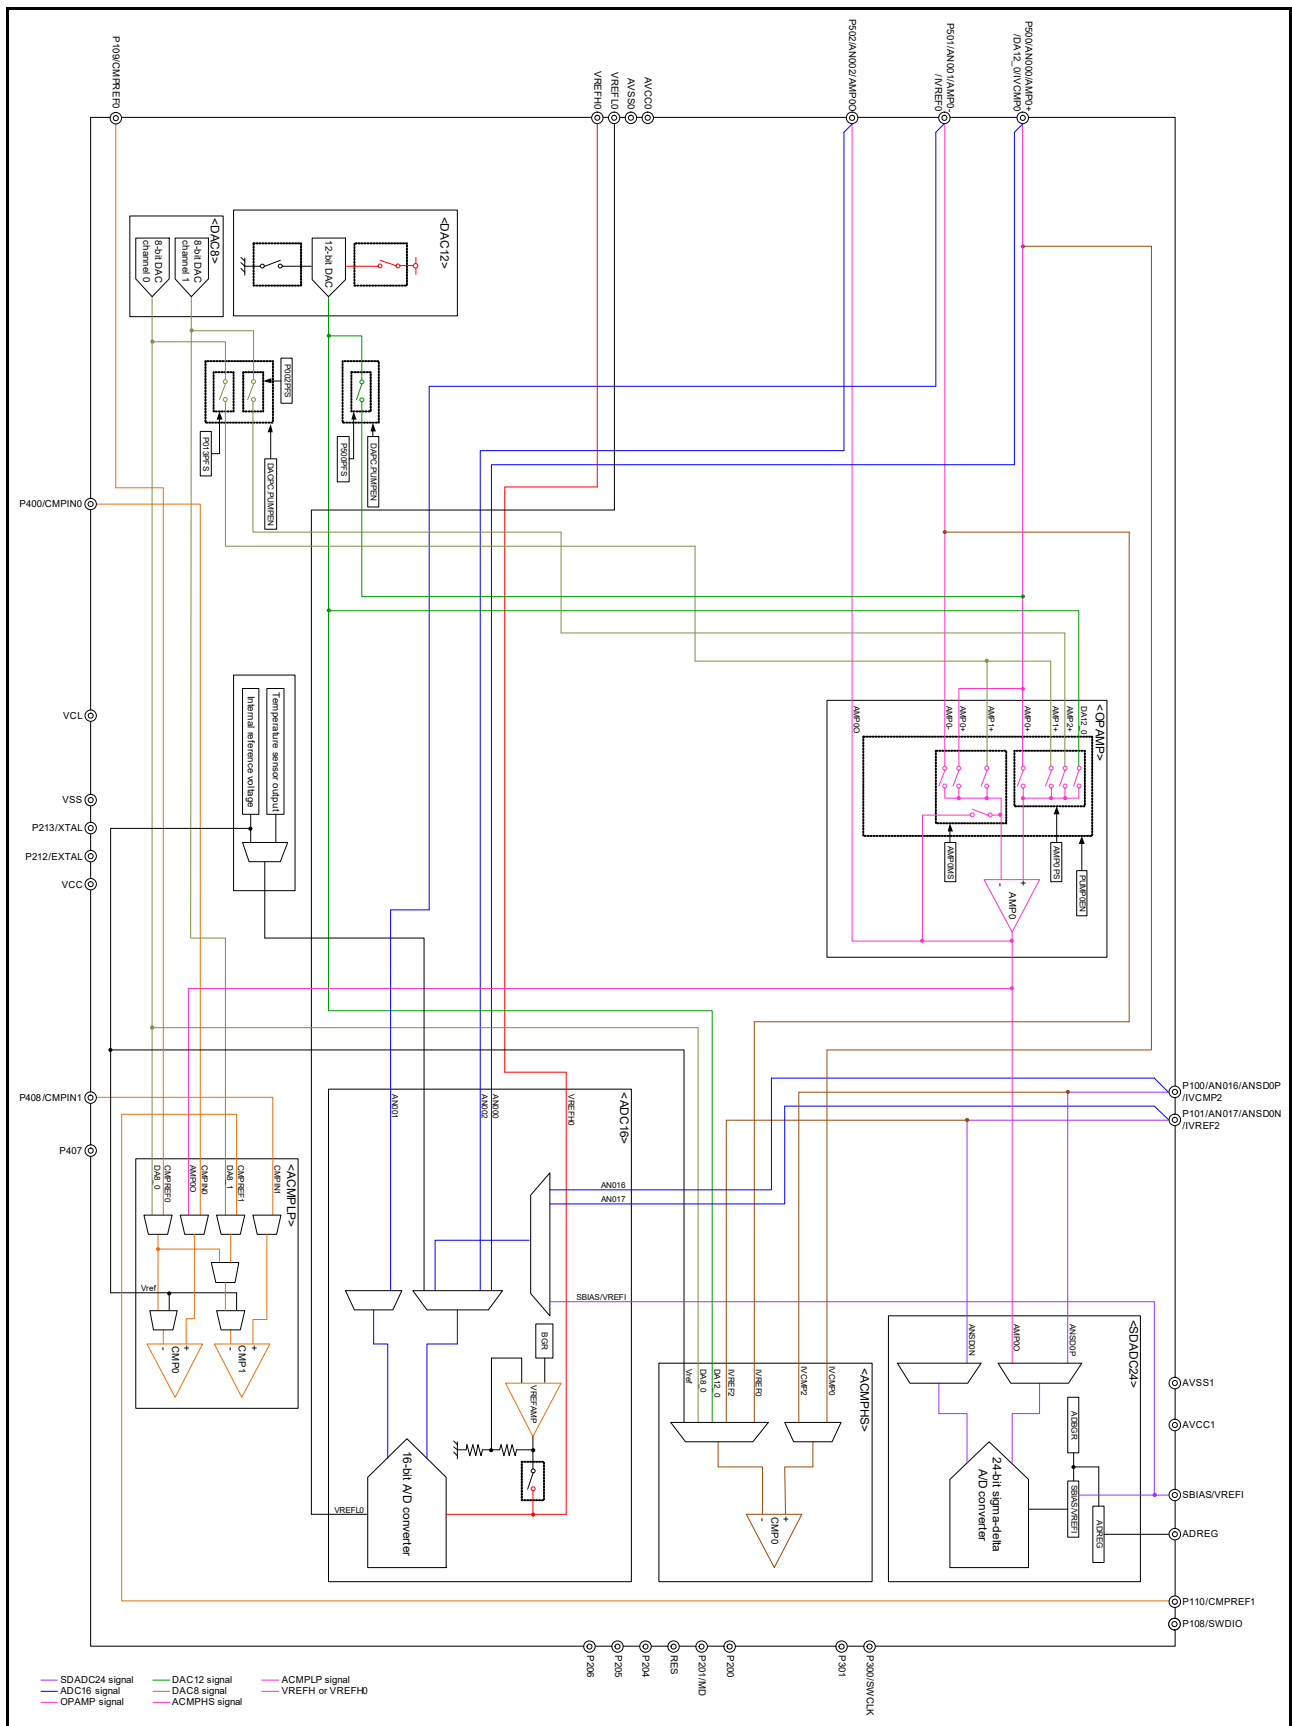 P109/CMPREF0
VREFH0
VREFL0
AVSS0
AVCC0
P502/AN002/AMP0O
P501/AN001/AMP0-
/IVREF0
P500/AN000/AMP0+
/DA12_0/IVCMP0
<DAC8>
8-bit DAC
channel 1
8-bit DAC
channel 0
<DAC12>
12-bit DAC
P002PFS
P013PFS
DACPC.PUMPEN
P500PFS
DAPC.PUMPEN
P400/CMPIN0
VCL
VSS
P213/XTAL
P212/EXTAL
VCC
P408/CMPIN1
P407
Temperature sensor output
Internal reference voltage
<OPAMP>
AMP0O
AMP0-
AMP0+
AMP1+
AMP0+
AMP1+
AMP2+
DA12_0
AMP0MS
AMP0PS
PUMP0EN
-
+
AMP0
P100/AN016/ANSD0P
/IVCMP2
P101/AN017/ANSD0N
/IVREF2
<ADC16>
AN001
AN002
AN000
VREFH0
AN016
AN017
SBIAS/VREFI
BGR
VREFAMP
VREFL0
16-bit A/D converter
<ACMPLP>
DA8_0
CMPREF0
AMP0O
CMPIN0
DA8_1
CMPREF1
CMPIN1
Vref
-
+
CMP0
-
+
CMP1
<ACMPHS>
Vref
DA8_0
DA12_0
IVREF2
IVREF0
IVCMP2
IVCMP0
-
+
CMP0
<SDADC24>
ANSD0N
AMP0O
ANSD0P
ADBGR
SBIAS/VREFI
ADREG
24-bit sigma-delta
A/D converter
AVSS1
AVCC1
SBIAS/VREFI
ADREG
P110/CMPREF1
P108/SWDIO
P206
P205
P204
RES
P201/MD
P200
P301
P300/SWCLK
SDADC24 signal
ADC16 signal
OPAMP signal
DAC12 signal
DAC8 signal
ACMPHS signal
ACMPLP signal
VREFH or VREFH0